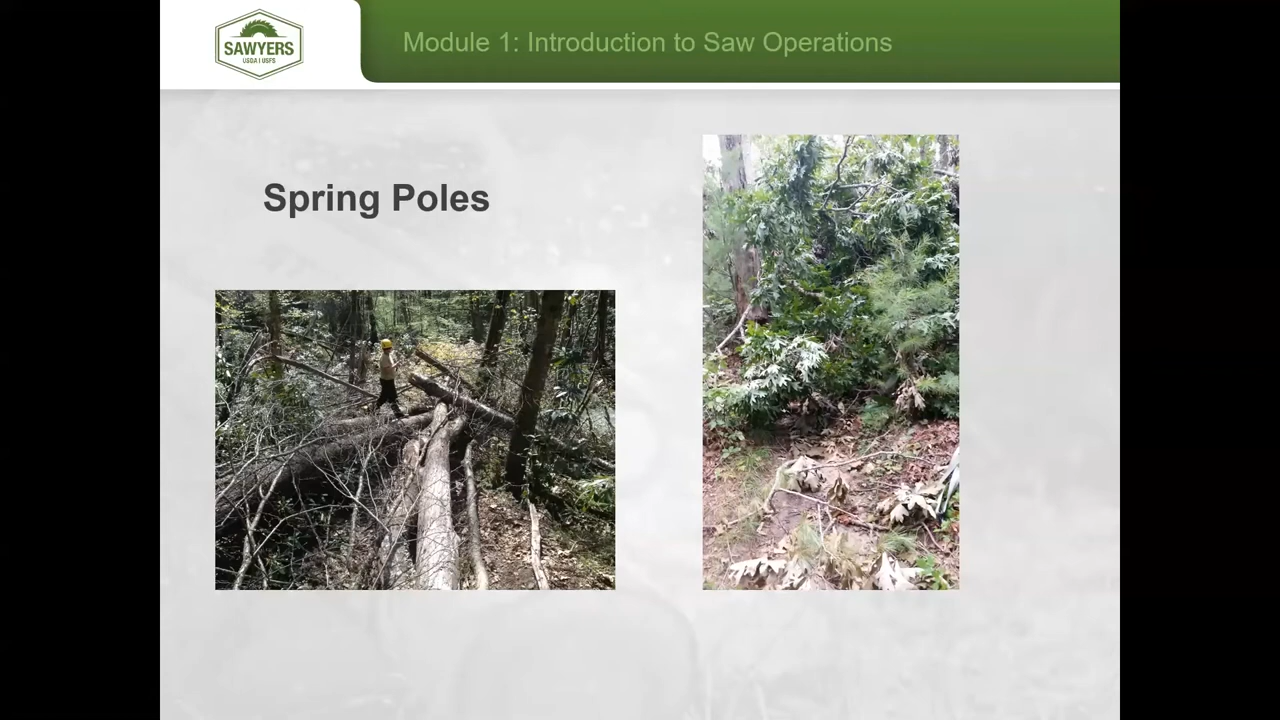 SAWYERS
USDA | USFS
Module 1: Introduction to Saw Operations
Spring Poles